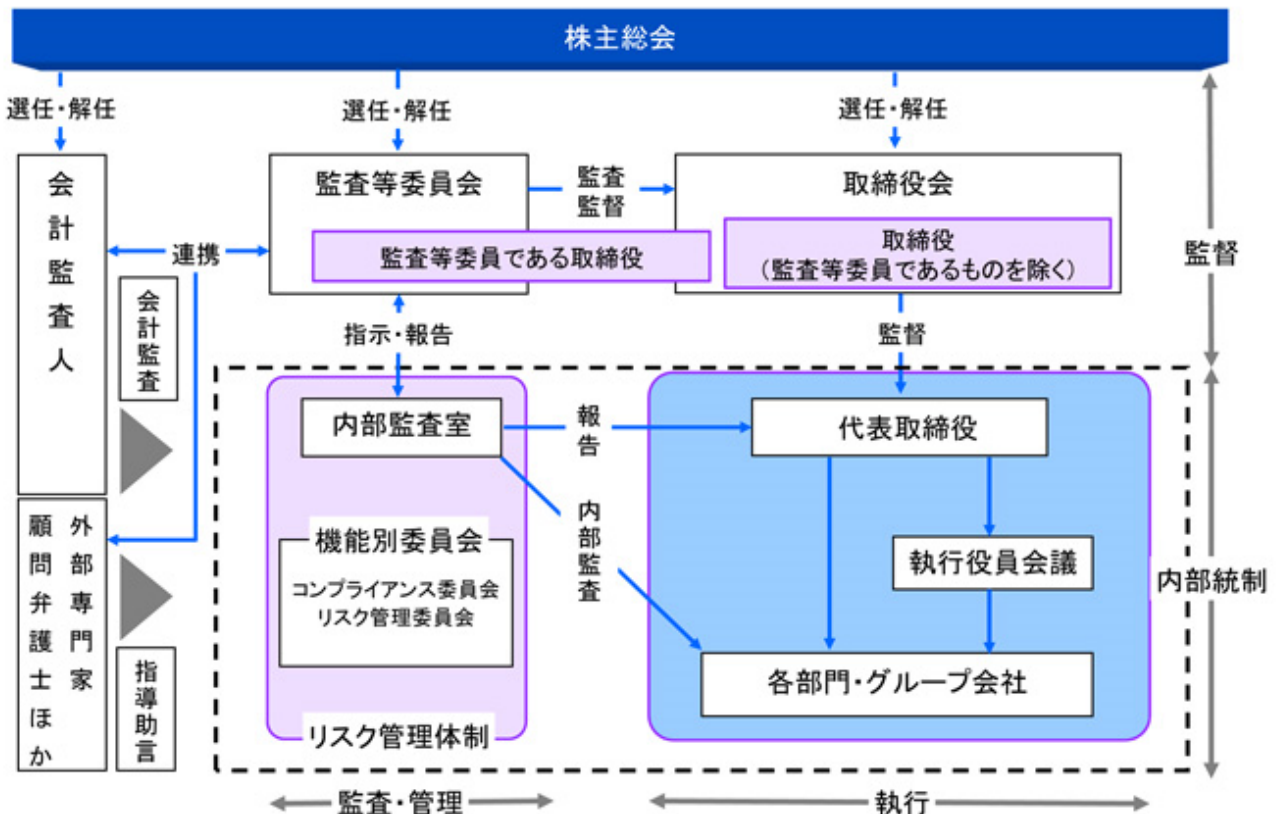 株主総会
選任・解任
選任・解任
選任・解任
会計監査人
監査等委員会
監査
監督
取締役会
監査等委員である取締役
取締役
（監査等委員であるものを除く）
監督
連携
会計監査
指示・報告
監督
内部監査室
報告
代表取締役
機能別委員会
コンプライアンス委員会
リスク管理委員会
内部監査
執行役員会議
内部統制
外部専門家
顧問弁護士ほか
指導助言
各部門・グループ会社
リスク管理体制
監査・管理
執行